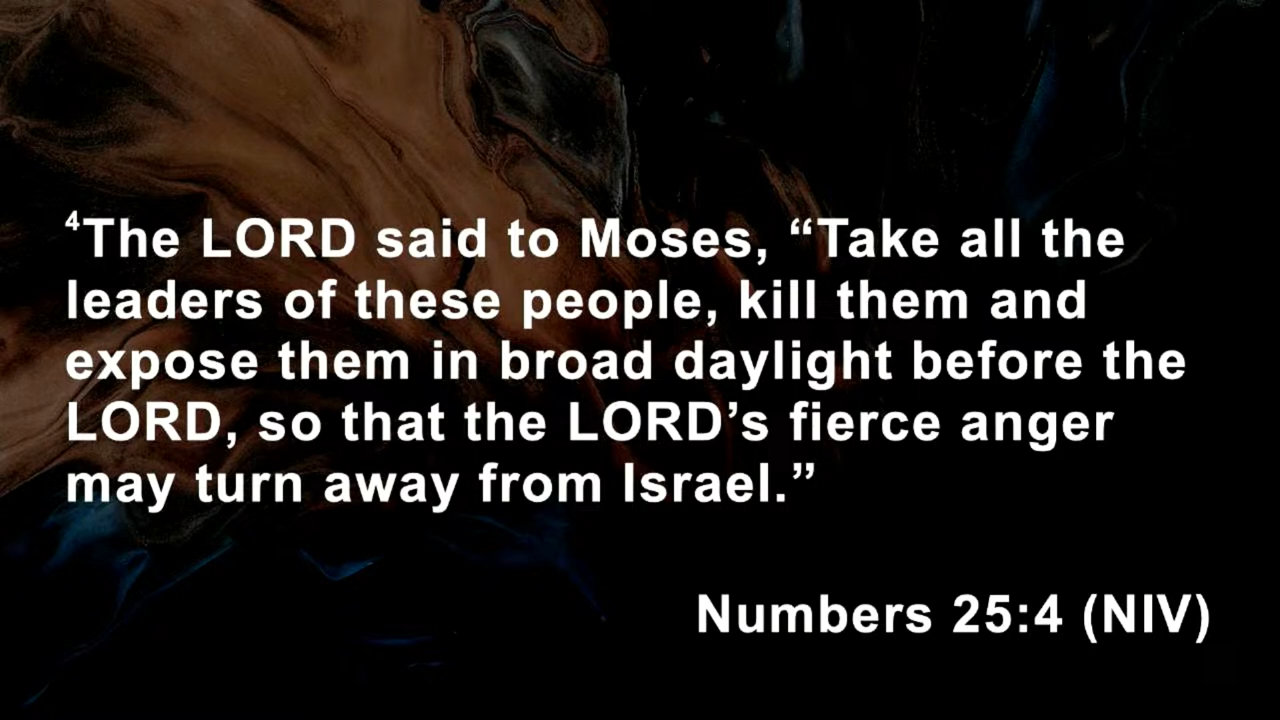 ⁴The LORD said to Moses, “Take all the
leaders of these people, kill them and
expose them in broad daylight before the
LORD, so that the LORD’s fierce anger
may turn away from Israel.”
Numbers 25:4 (NIV)